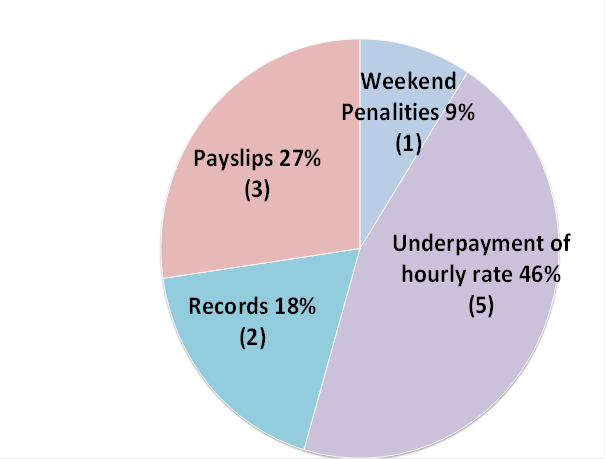 Weekend
Penalities 9%
(1)
Payslips 27%
(3)
Underpayment of
hourly rate 46%
(5)
Records 18%
(2)